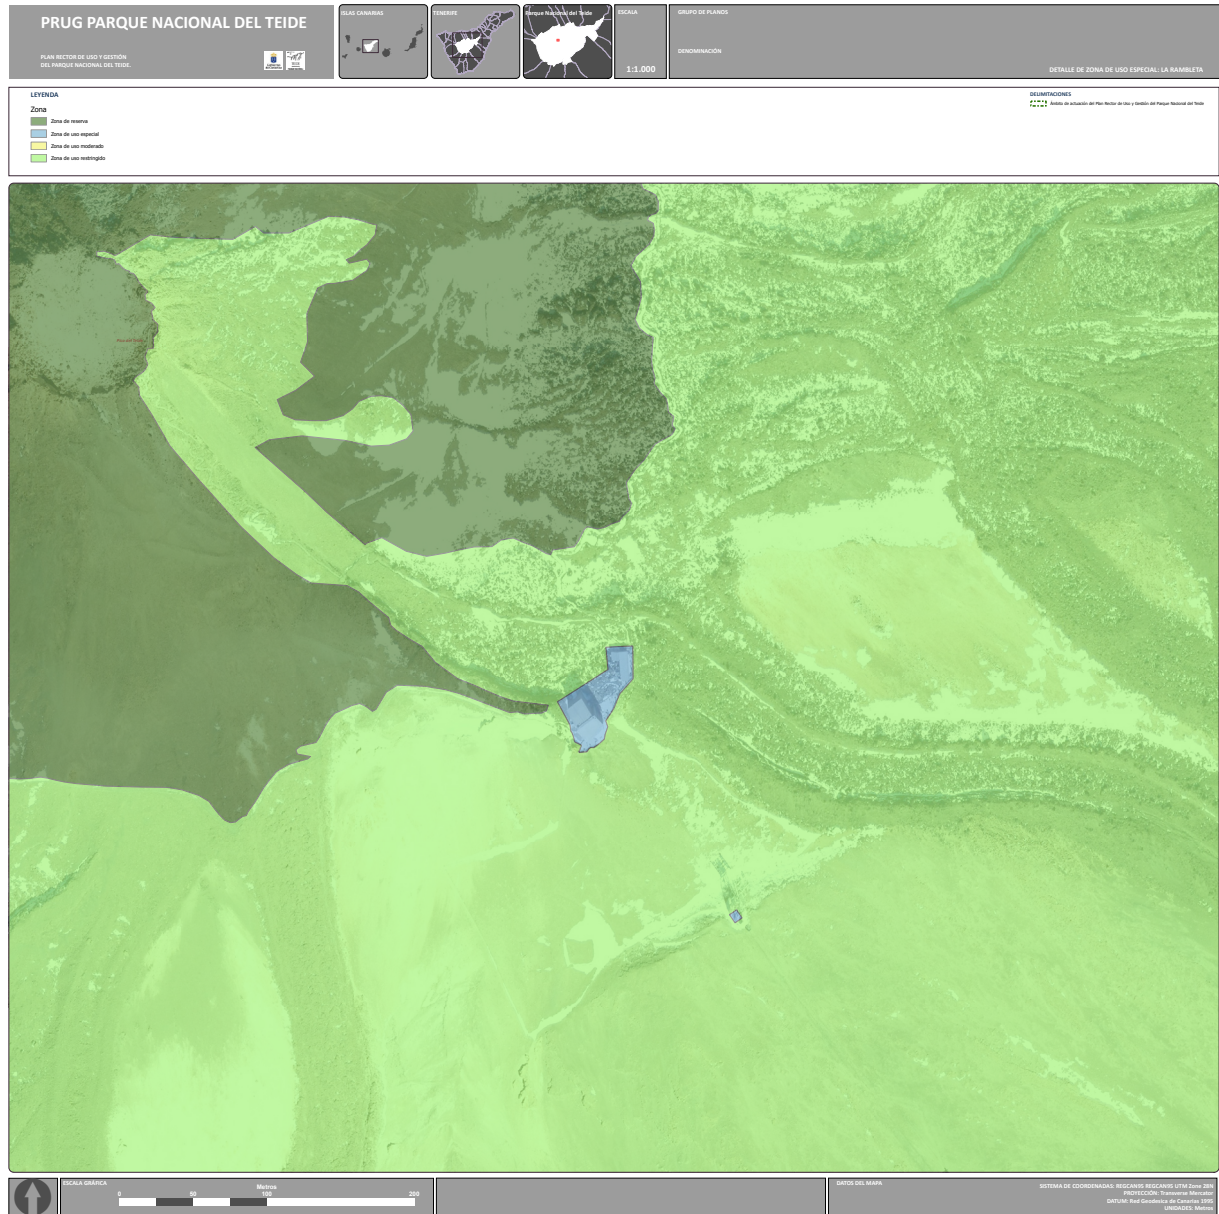 PRUG PARQUE NACIONAL DEL TEIDE
PLAN RECTOR DE USO Y GESTIÓN
DEL PARQUE NACIONAL DEL TEIDE.
ISLAS CANARIAS
TENERIFE
Parque Nacional del Teide
ESCALA
1:1.000
GRUPO DE PLANOS
DENOMINACIÓN
DETALLE DE ZONA DE USO ESPECIAL: LA RAMBLETA
LEYENDA
Zona
Zona de reserva
Zona de uso especial
Zona de uso moderado
Zona de uso restringido
DELIMITACIONES
Ámbito de actuación del Plan Rector de Uso y Gestión del Parque Nacional del Teide
ESCALA GRÁFICA
Metros
0 50 100 200
DATOS DEL MAPA
SISTEMA DE COORDENADAS: REGCAN95 REGCAN95 UTM Zone 28N
PROYECCIÓN: Transverse Mercator
DATUM: Red Geodesica de Canarias 1995
UNIDADES: Metros